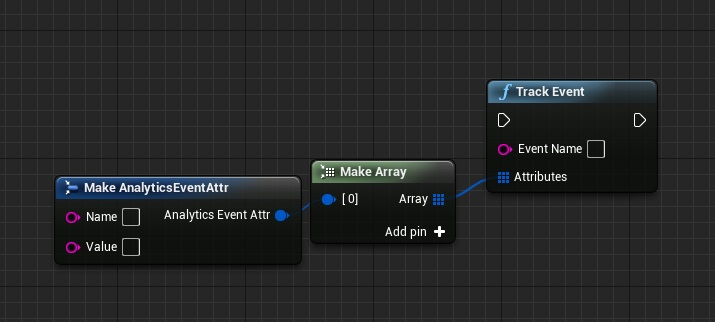 f Track Event
Event Name
Attributes
Make Array
[ 0] Array
Add pin +
Make AnalyticsEventAttr
Name Analytics Event Attr
Value